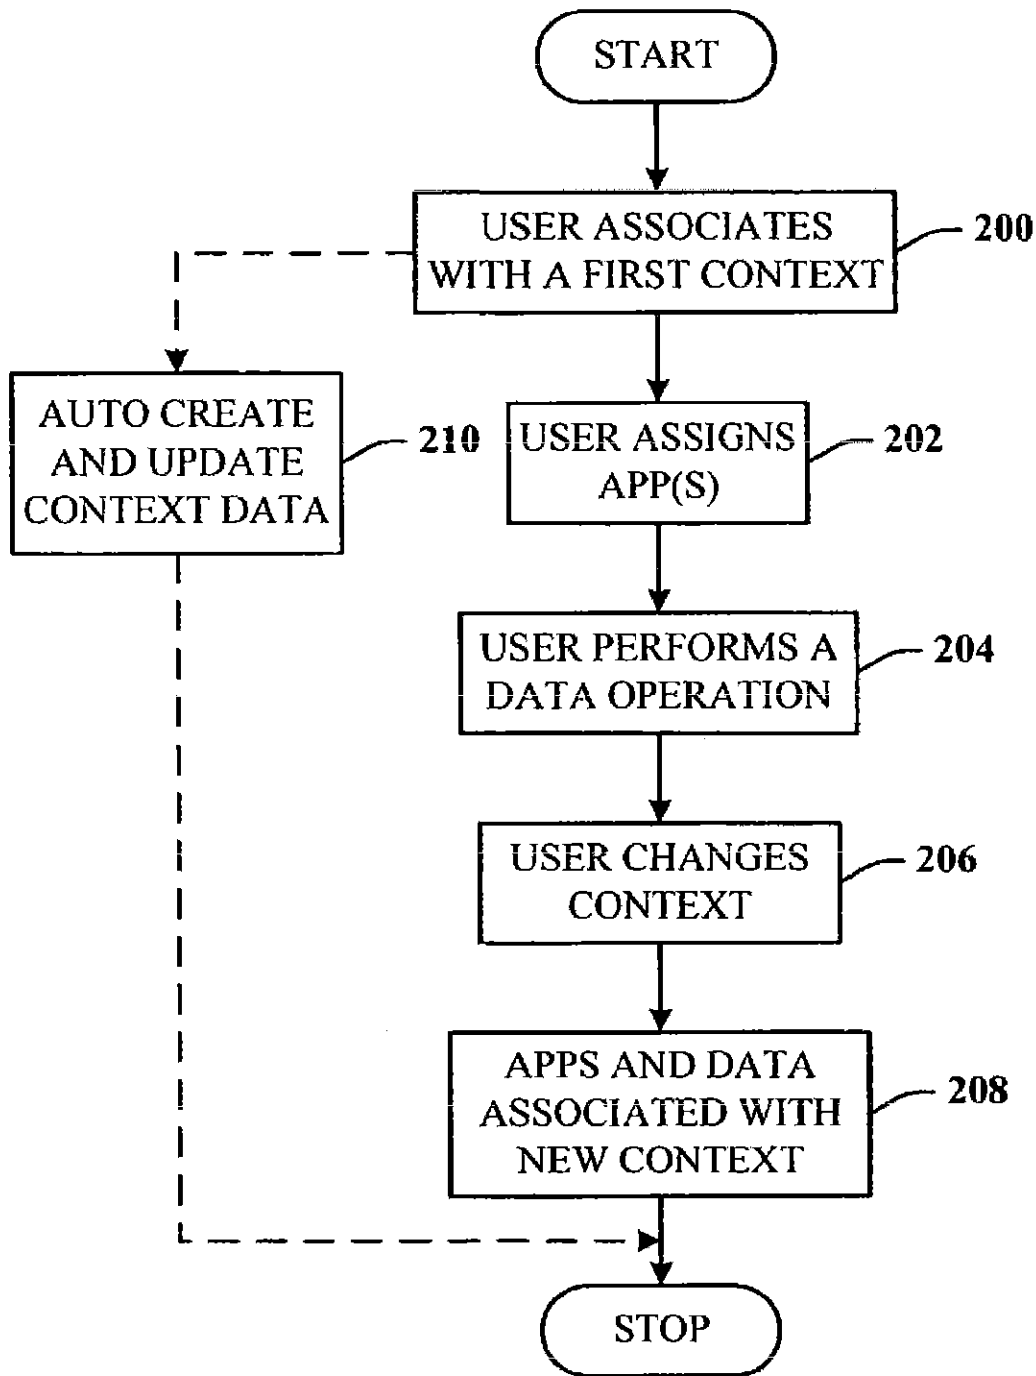 START
USER ASSOCIATES
WITH A FIRST CONTEXT
200
AUTO CREATE
AND UPDATE
CONTEXT DATA
210
USER ASSIGNS
APP(S)
202
USER PERFORMS A
DATA OPERATION
204
USER CHANGES
CONTEXT
206
APPS AND DATA
ASSOCIATED WITH
NEW CONTEXT
208
STOP